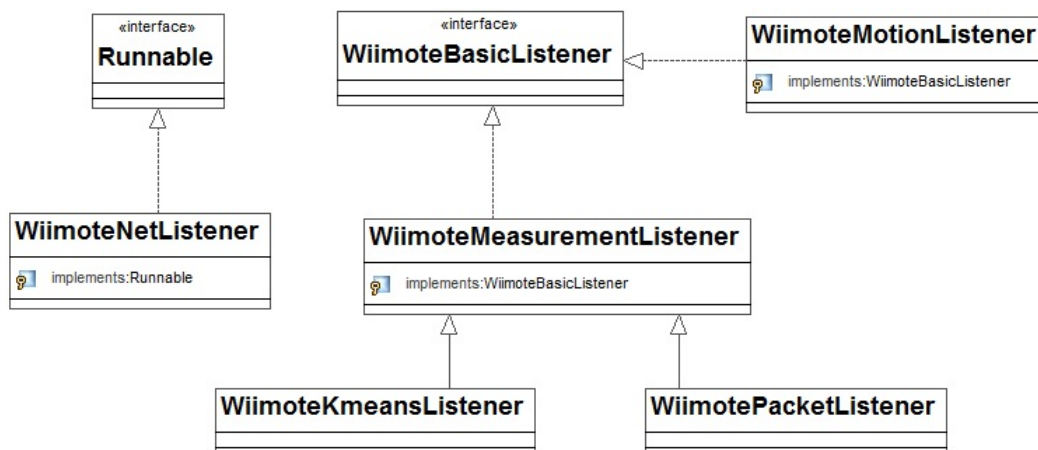 «interface»
Runnable
«interface»
WiimoteBasicListener
WiimoteMotionListener
implements:WiimoteBasicListener
WiimoteNetListener
implements:Runnable
WiimoteMeasurementListener
implements:WiimoteBasicListener
WiimoteKmeansListener
WiimotePacketListener